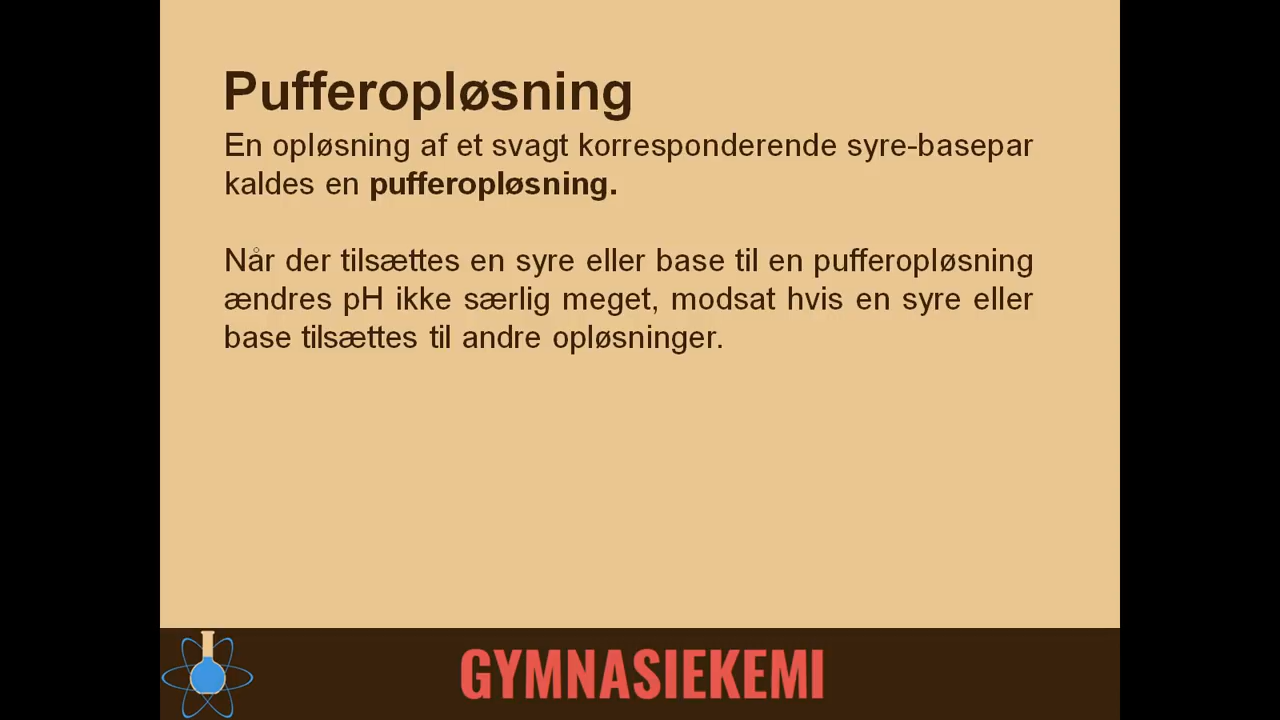 Pufferopløsning
En opløsning af et svagt korresponderende syre-basepar
kaldes en pufferopløsning.
Når der tilsættes en syre eller base til en pufferopløsning
ændres pH ikke særlig meget, modsat hvis en syre eller
base tilsættes til andre opløsninger.
GYMNASIEKEMI